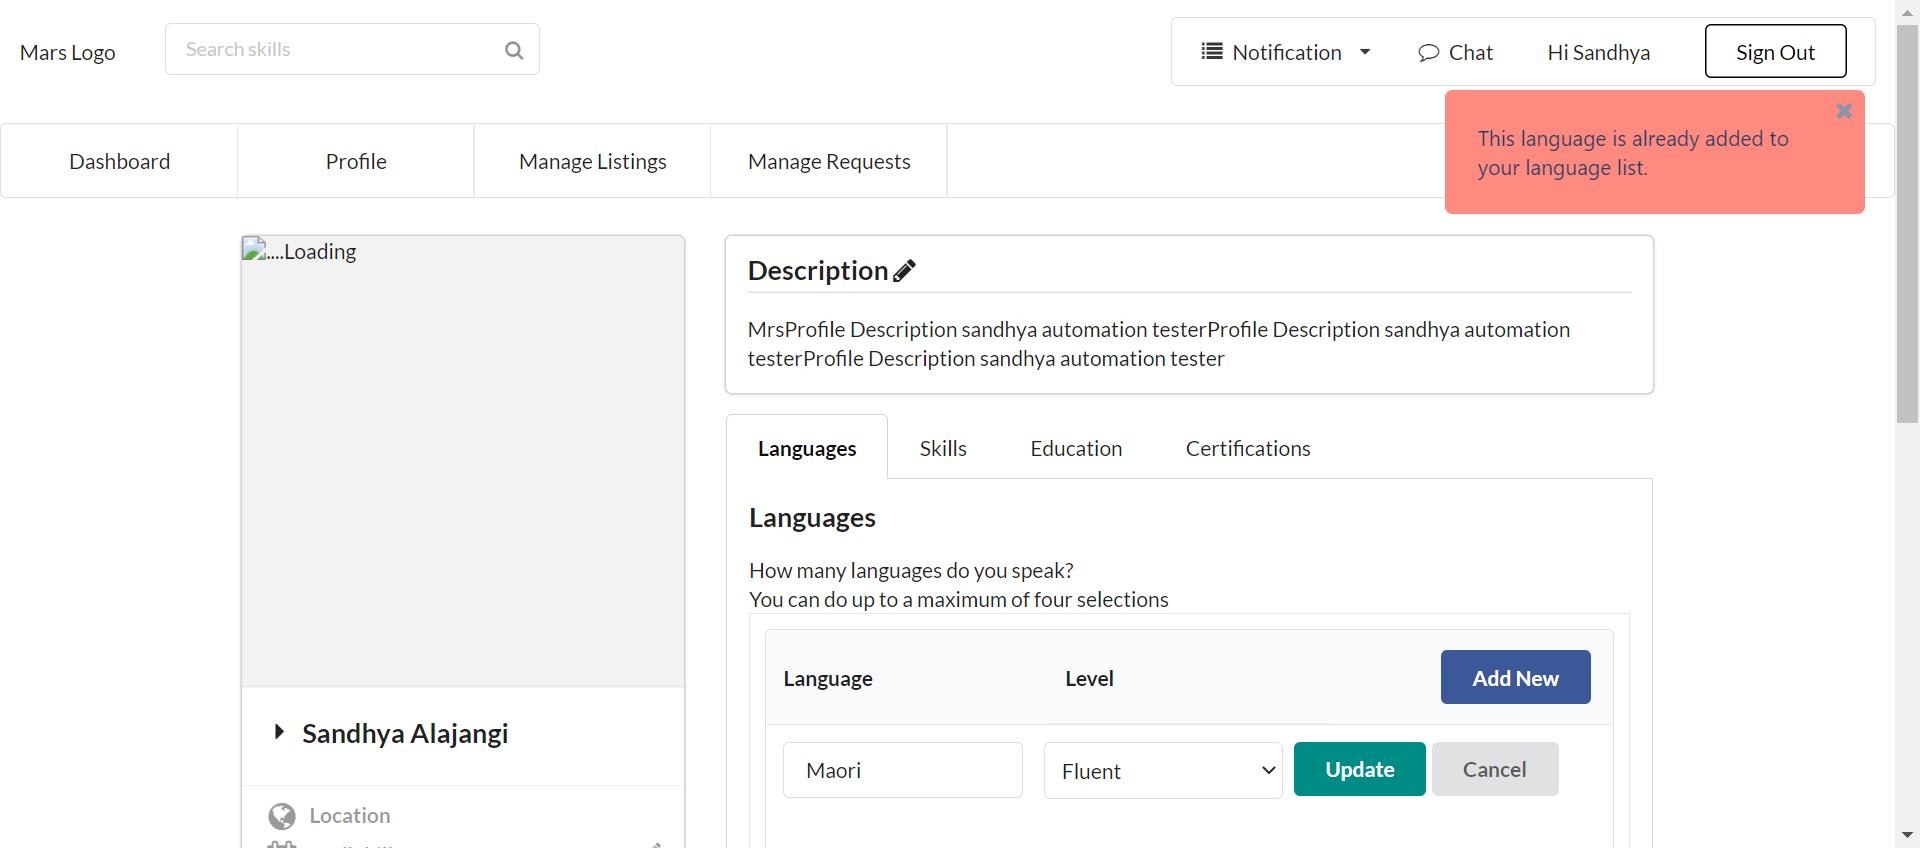 Mars Logo
Search skills
Notification
Chat
Hi Sandhya
Sign Out
This language is already added to
your language list.
Dashboard
Profile
Manage Listings
Manage Requests
....Loading
Description
MrsProfile Description sandhya automation testerProfile Description sandhya automation
testerProfile Description sandhya automation tester
Languages
Skills
Education
Certifications
Languages
How many languages do you speak?
You can do up to a maximum of four selections
Language
Level
Add New
Maori
Fluent
Update
Cancel
Sandhya Alajangi
Location